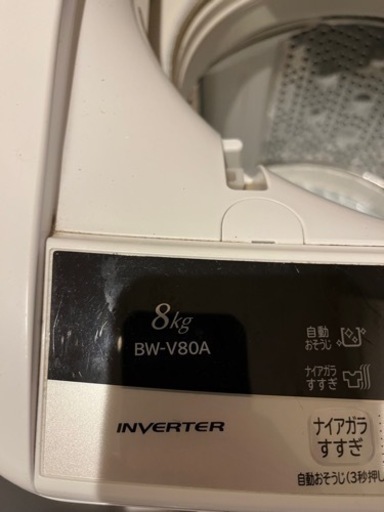 8kg
BW-V80A
自動
おそうじ
ナイアガラ
すすぎ
INVERTER
ナイアガラ
すすぎ
自動おそうじ(3秒押し